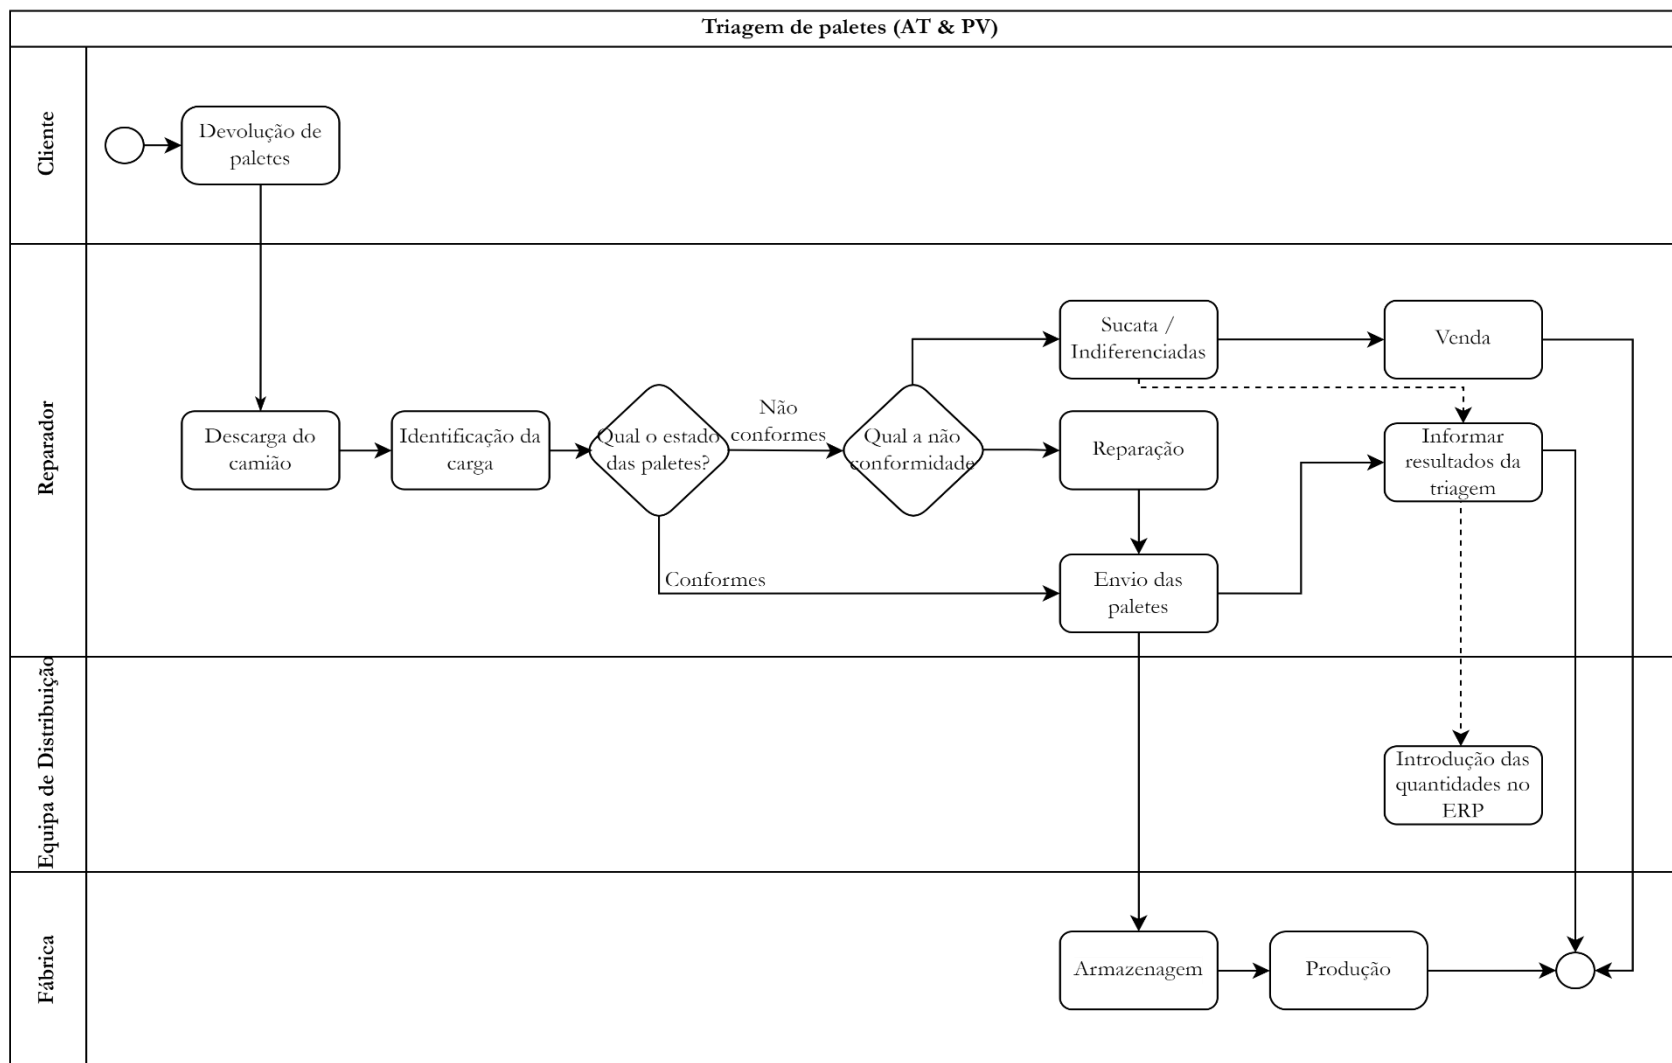 Triagem de paletes (AT & PV)
Cliente
Devolução de
paletes
Reparador
Descarga do
camião
Identificação da
carga
Qual o estado
das paletes?
Não
conformes
Conformes
Qual a não
conformidade
Sucata /
Indiferenciadas
Venda
Reparação
Informar
resultados da
triagem
Envio das
paletes
Equipa de Distribuição
Introdução das
quantidades no
ERP
Fábrica
Armazenagem
Produção